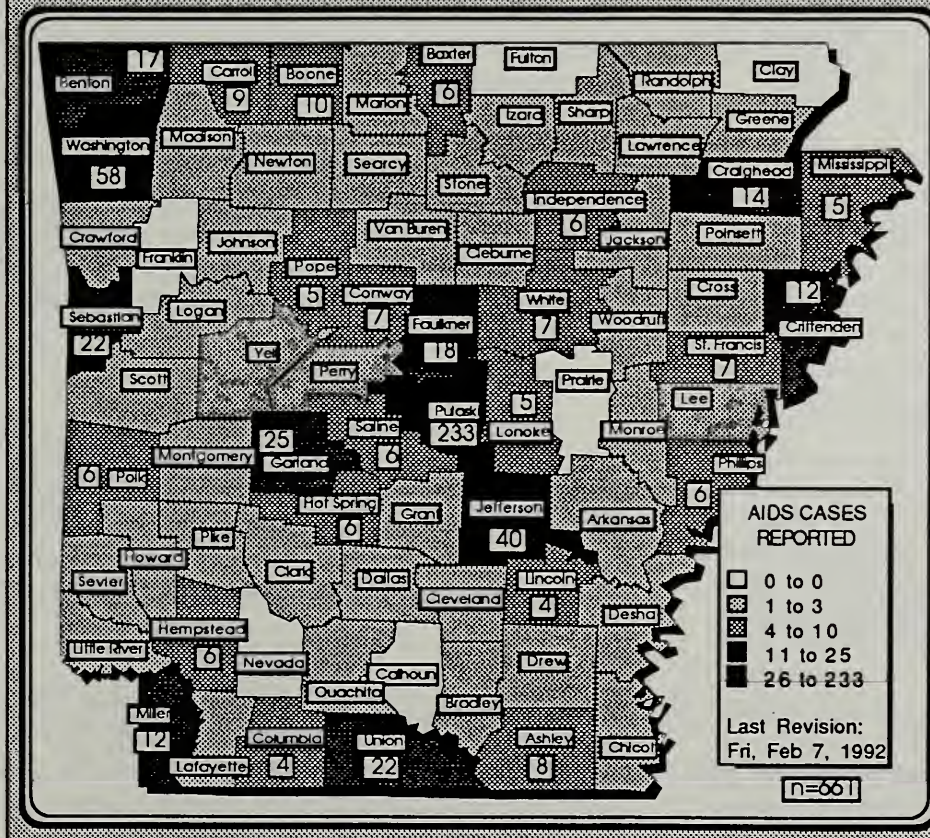 Benton
17
Carrol
9
Boone
10
Marion
Baxter
6
Fulton
Izard
Sharp
Randolph
Clay
Greene
Lawrence
Washington
58
Madison
Newton
Searcy
Stone
Independence
6
Craighead
14
Mississippi
5
Crawford
Franklin
Johnson
Pope
5
Van Buren
Cleburne
Jackson
Poinsett
Sebastian
22
Logan
Conway
7
Faulkner
18
White
7
Woodruff
Cross
12
Crittenden
St. Francis
7
Scott
Yell
Perry
Pulask
233
5
Lonoke
Prairie
Monroe
Lee
Phillips
6
25
Garland
Saline
6
Montgomery
6
Polk
Hot Spring
6
Grant
Jefferson
40
Arkansas
Howard
Pike
Sevier
Clark
Dallas
Cleveland
Lincoln
4
Desha
Little River
Hempstead
6
Nevada
Ouachita
Calhoun
Bradley
Drew
Miller
12
Lafayette
Columbia
4
Union
22
Ashley
8
Chicot
AIDS CASES
REPORTED
0 to 0
1 to 3
4 to 10
11 to 25
26 to 233
Last Revision:
Fri, Feb 7, 1992
n=661